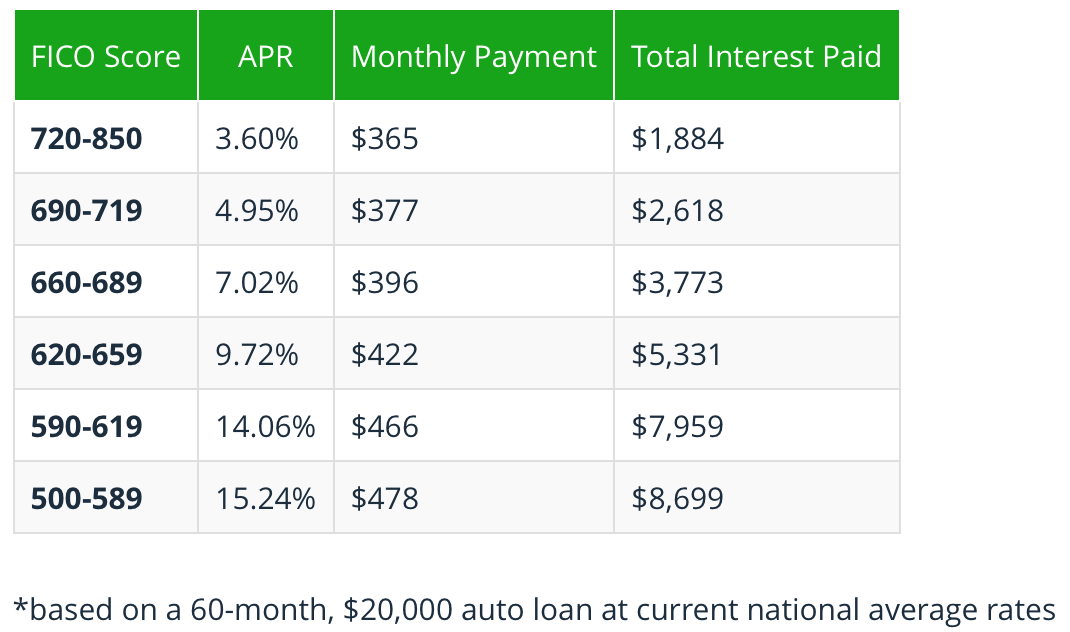 FICO Score APR Monthly Payment Total Interest Paid
720-850 3.60% $365 $1,884
690-719 4.95% $377 $2,618
660-689 7.02% $396 $3,773
620-659 9.72% $422 $5,331
590-619 14.06% $466 $7,959
500-589 15.24% $478 $8,699
*based on a 60-month, $20,000 auto loan at current national average rates